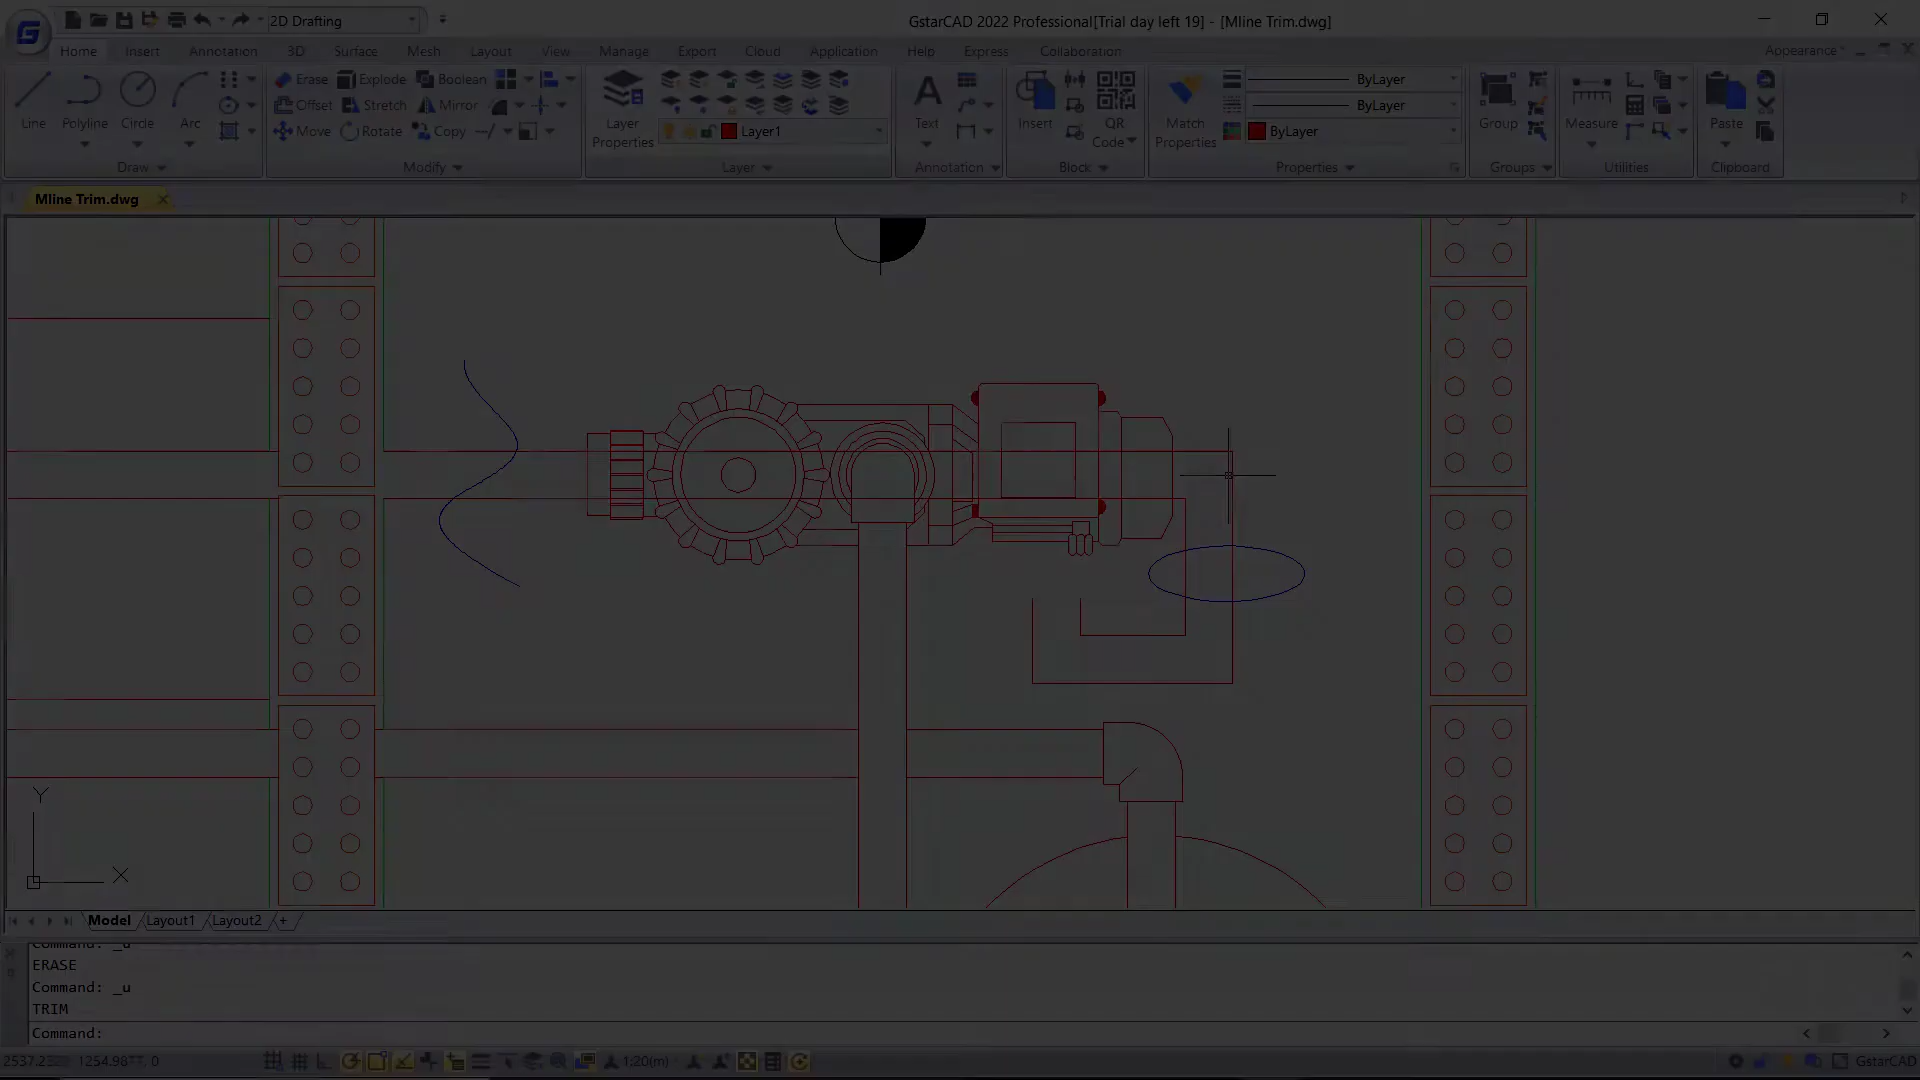 2D Drafting
GstarCAD 2022 Professional[Trial day left 19] - [Mline Trim.dwg]
Home Insert Annotation 3D Surface Mesh Layout View Manage Export Cloud Application Help Express Collaboration Appearance
Line Polyline Circle Arc
Draw
Erase Explode Boolean
Offset Stretch Mirror
Move Rotate Copy
Modify
Layer Properties
Layer1
Layer
Text
Annotation
Insert
QR Code
Block
Match Properties
ByLayer
ByLayer
ByLayer
Properties
Group
Groups
Measure
Utilities
Paste
Clipboard
Mline Trim.dwg
Y
X
Model Layout1 Layout2 +
Command: _u
ERASE
Command: _u
TRIM
Command:
1:20(m)
GstarCAD